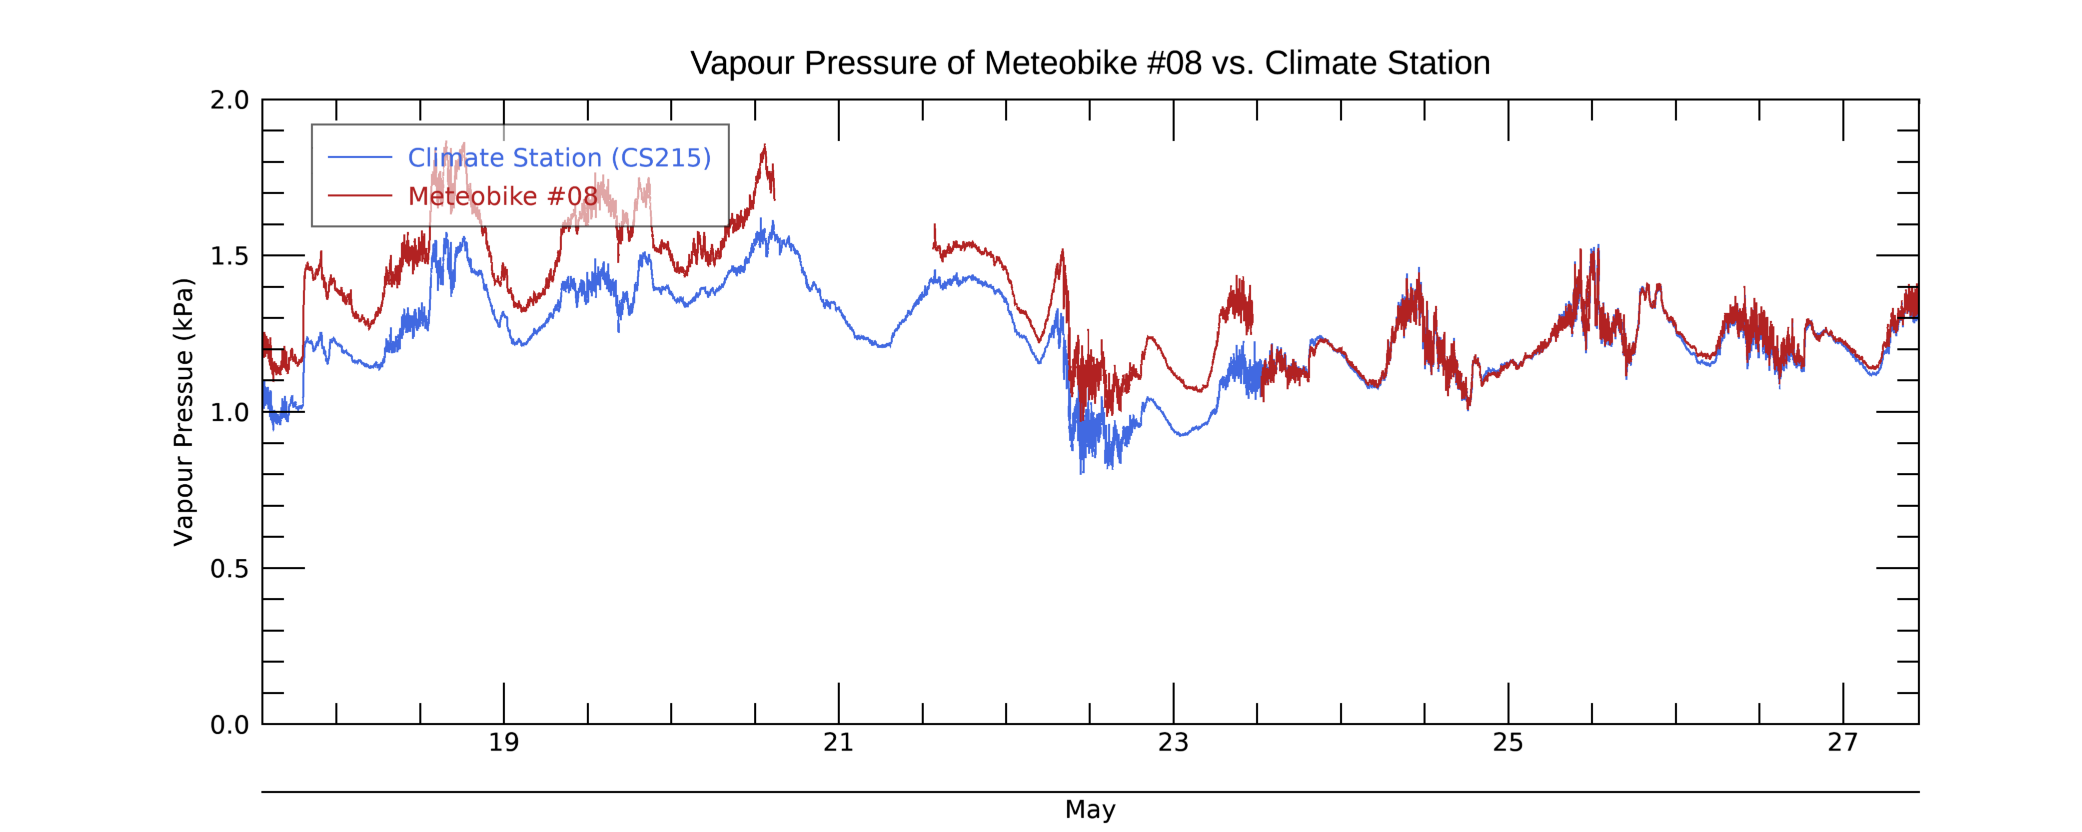 Vapour Pressure of Meteobike #08 vs. Climate Station
2.0
Climate Station (CS215)
Meteobike #08
1.5
1.0
0.5
0.0
Vapour Pressue (kPa)
19 21 23 25 27
May